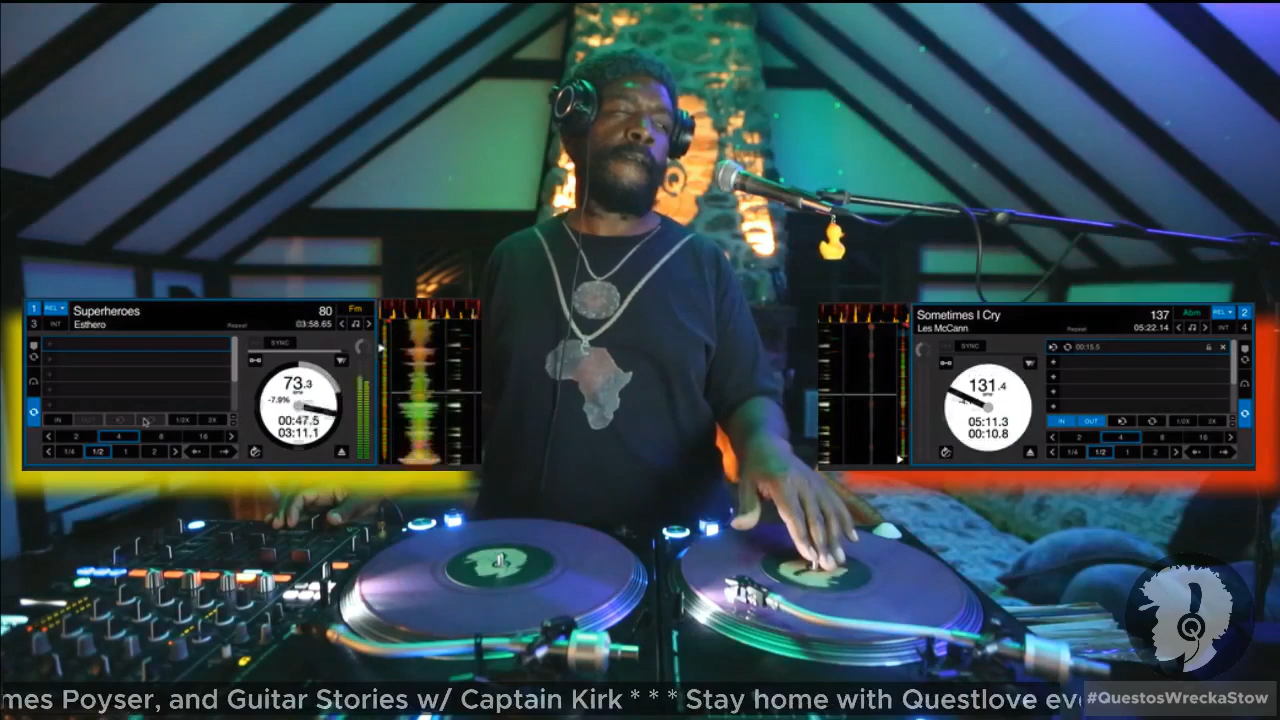 1 REL Superheroes 80 Fm
3 INT Esthero Repeat 03:58.65
SYNC
73.3
-7.9%
00:47.5
03:11.1
IN 1/2X 2X
2 4 8 16
1/4 1/2 1 2
Sometimes I Cry 137 Abm REL 2
Les McCann Repeat 05:22.14 INT 4
SYNC
00:15.5
131.4
05:11.3
00:10.8
IN OUT 1/2X 2X
2 4 8 16
1/4 1/2 1 2
Q
Q
mes Poyser, and Guitar Stories w/ Captain Kirk * * * Stay home with Questlove eve
#QuestosWreckaStow